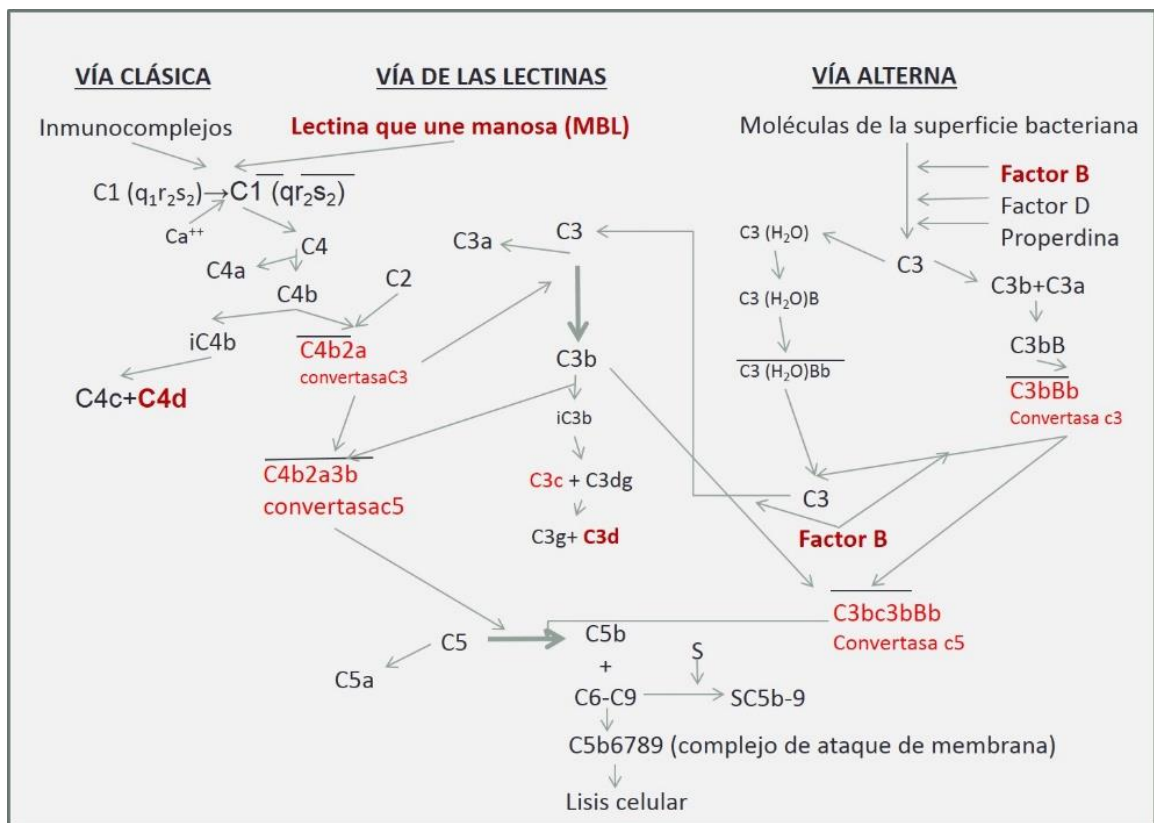 VÍA CLÁSICA
VÍA DE LAS LECTINAS
VÍA ALTERNA
Inmunocomplejos
Lectina que une manosa (MBL)
Moléculas de la superficie bacteriana
Factor B
Factor D
Properdina
C1 (q₁r₂s₂)→C1 (qr₂s₂)
Ca⁺⁺
C4
C4a
C4b
C2
iC4b
C4b2a
convertasaC3
C4c+C4d
C4b2a3b
convertasac5
C3a
C3
C3b
iC3b
C3c + C3dg
C3g+ C3d
C3 (H₂O)
C3
C3 (H₂O)B
C3 (H₂O)Bb
C3b+C3a
C3bB
C3bBb
Convertasa c3
C3
Factor B
C3bc3bBb
Convertasa c5
C5
C5a
C5b
+
S
C6-C9
SC5b-9
C5b6789 (complejo de ataque de membrana)
Lisis celular